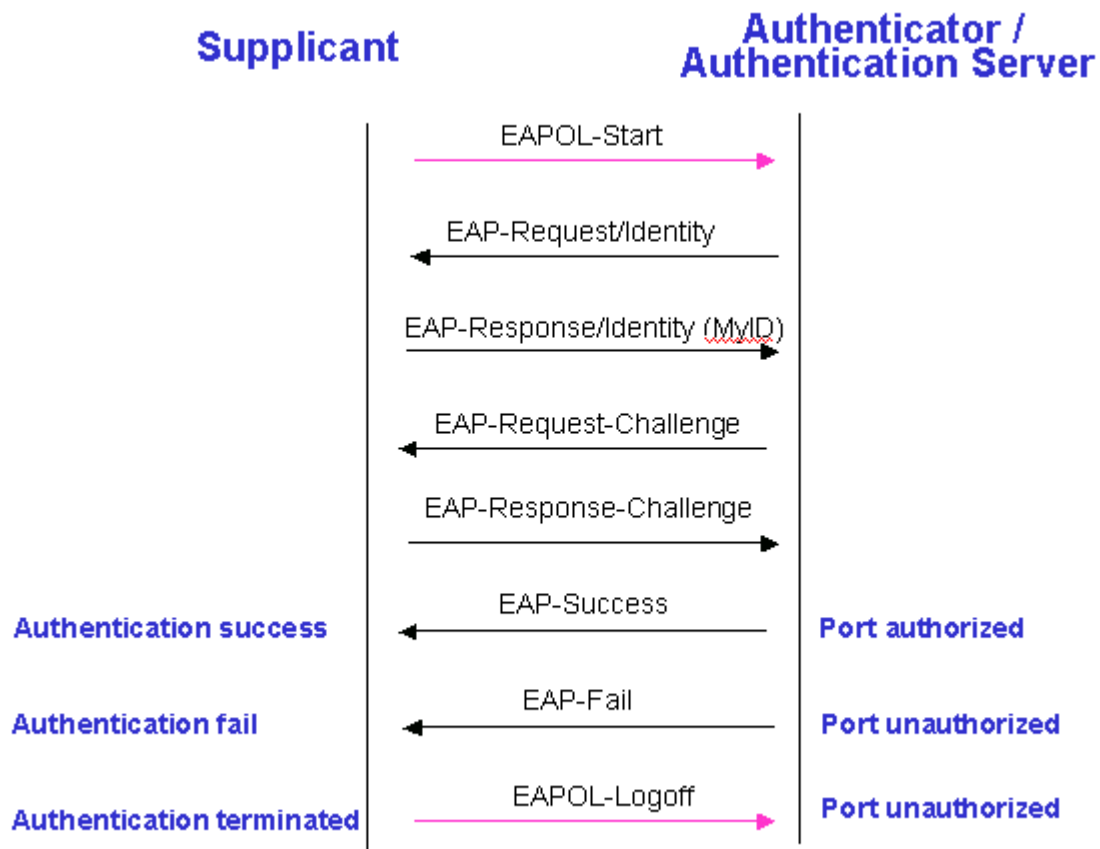 Supplicant
Authenticator /
Authentication Server
EAPOL-Start
EAP-Request/Identity
EAP-Response/Identity (MyID)
EAP-Request-Challenge
EAP-Response-Challenge
EAP-Success
Authentication success
Port authorized
EAP-Fail
Authentication fail
Port unauthorized
EAPOL-Logoff
Authentication terminated
Port unauthorized